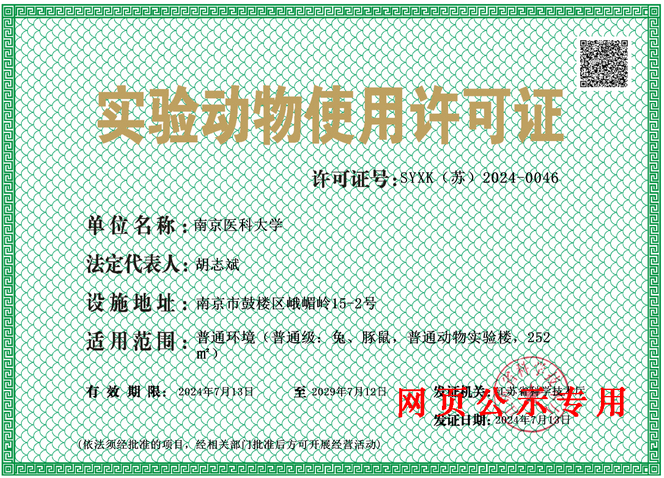 实验动物使用许可证
许可证号:SYXK（苏）2024-0046
单位名称:南京医科大学
法定代表人:胡志斌
设施地址:南京市鼓楼区峨嵋岭15-2号
适用范围:普通环境（普通级：兔、豚鼠，普通动物实验楼，252
㎡）
有效期限:2024年7月13日 至 2029年7月12日 发证机关:江苏省科学技术厅
网页公示专用
发证日期:2024年7月13日
(依法须经批准的项目，经相关部门批准后方可开展经营活动)